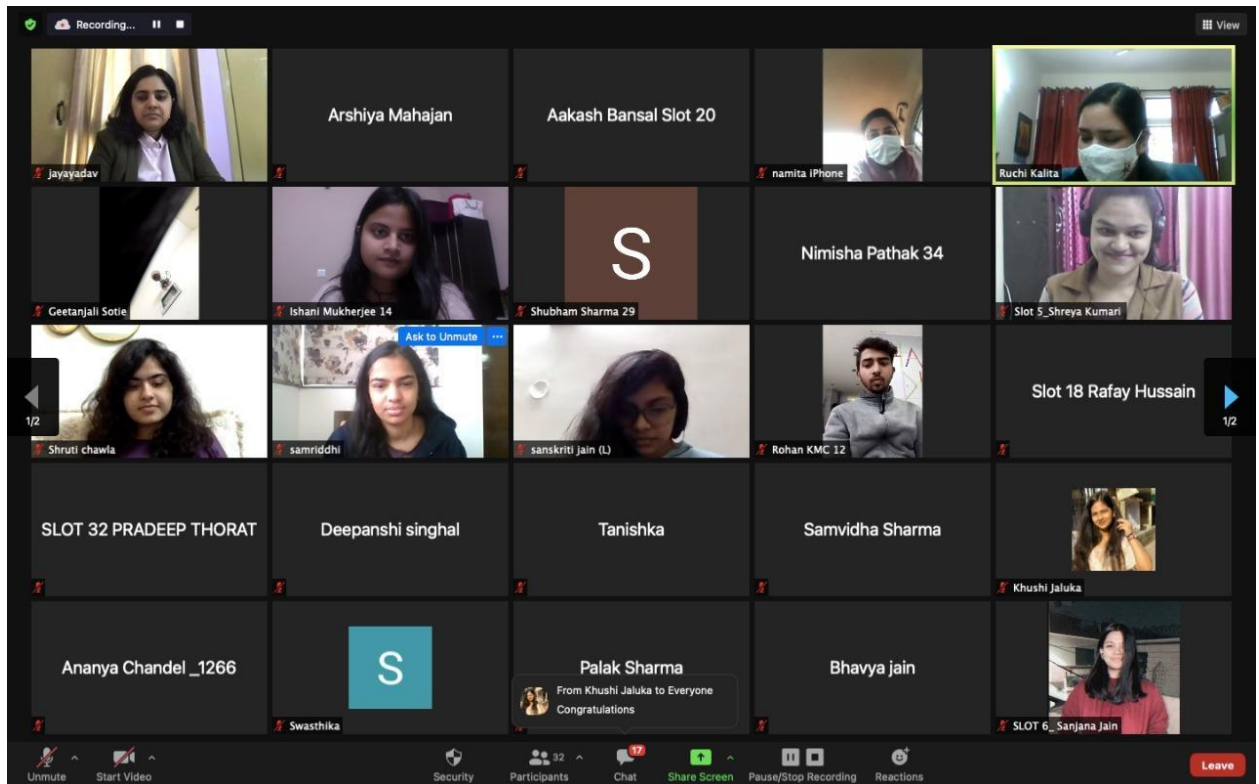 Recording...
View
jayayadav
Arshiya Mahajan
Aakash Bansal Slot 20
namita iPhone
Ruchi Kalita
Geetanjali Sotie
Ishani Mukherjee 14
S
Shubham Sharma 29
Nimisha Pathak 34
Slot 5_Shreya Kumari
1/2
Shruti chawla
Ask to Unmute
samriddhi
sanskriti jain (L)
Rohan KMC 12
Slot 18 Rafay Hussain
1/2
SLOT 32 PRADEEP THORAT
Deepanshi singhal
Tanishka
Samvidha Sharma
Khushi Jaluka
Ananya Chandel _1266
S
Swasthika
Palak Sharma
From Khushi Jaluka to Everyone
Congratulations
Bhavya jain
SLOT 6_ Sanjana Jain
Unmute
Start Video
Security
Participants
32
Chat
17
Share Screen
Pause/Stop Recording
Reactions
Leave